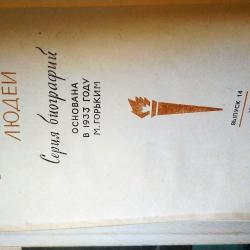 ЛЮДЕЙ
Серия биографий
ОСНОВАНА
В 1933 ГОДУ
М. ГОРЬКИМ
ВЫПУСК 14